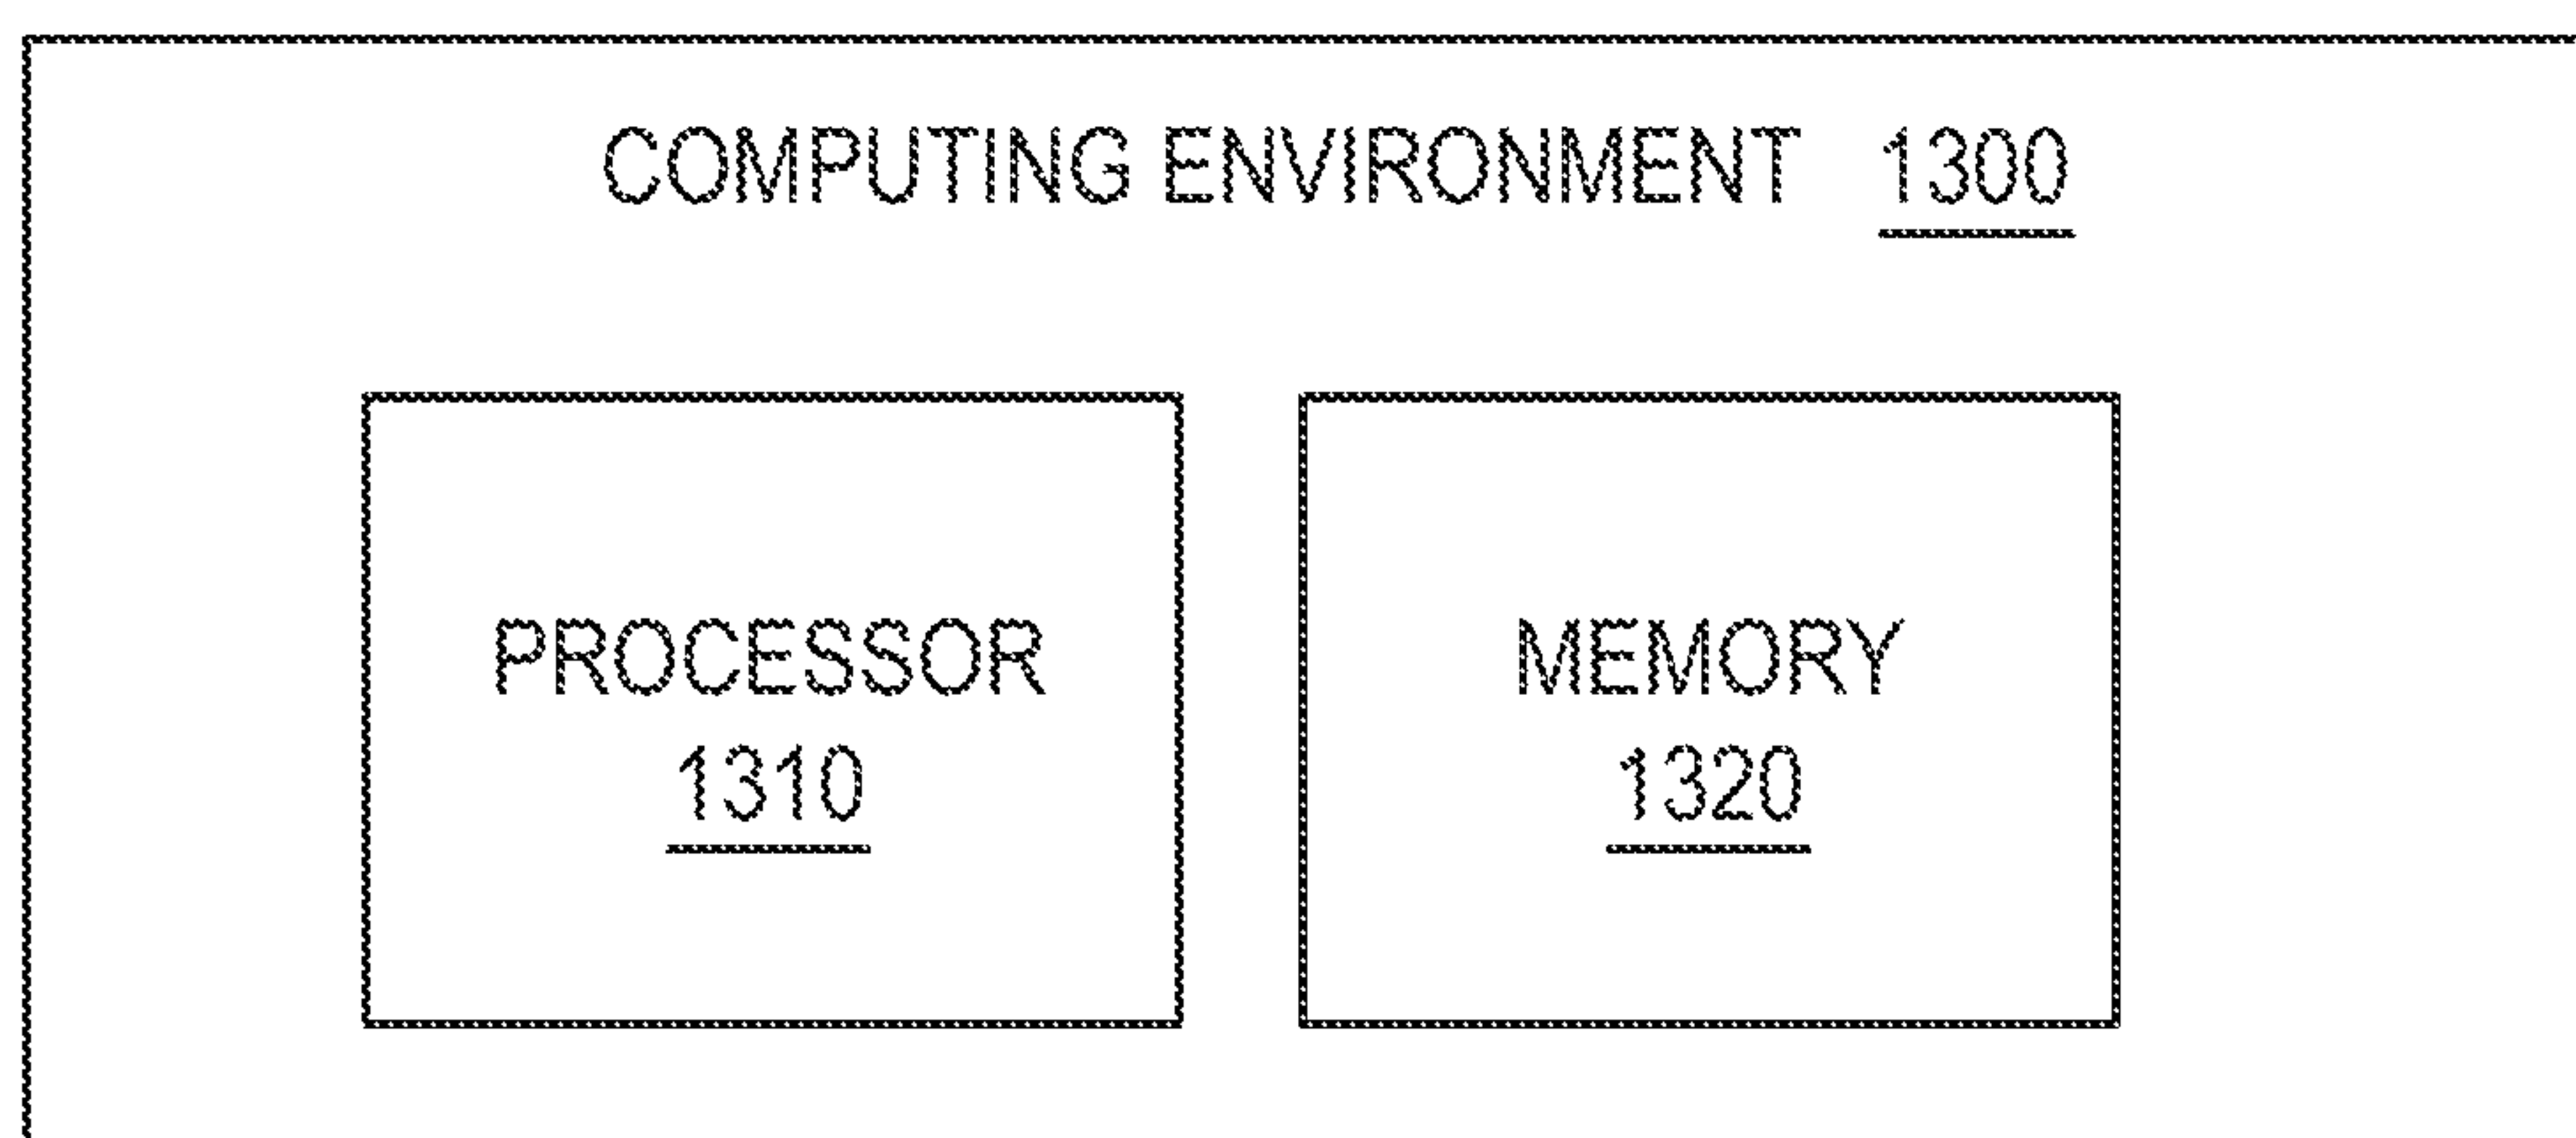 COMPUTING ENVIRONMENT 1300
PROCESSOR
1310
MEMORY
1320